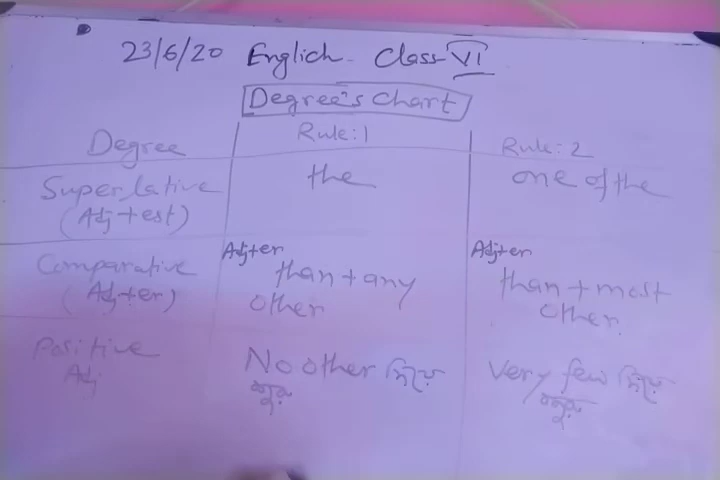 23/6/20 English Class-VI
Degree's Chart
Degree Rule:1 Rule:2
Superlative the one of the
(Adj+est)
Comparative Adj+er Adj+er
(Adj+er) than+any than+most
other other
Positive No other দিয়ে very few দিয়ে
Adj শুরু শুরু